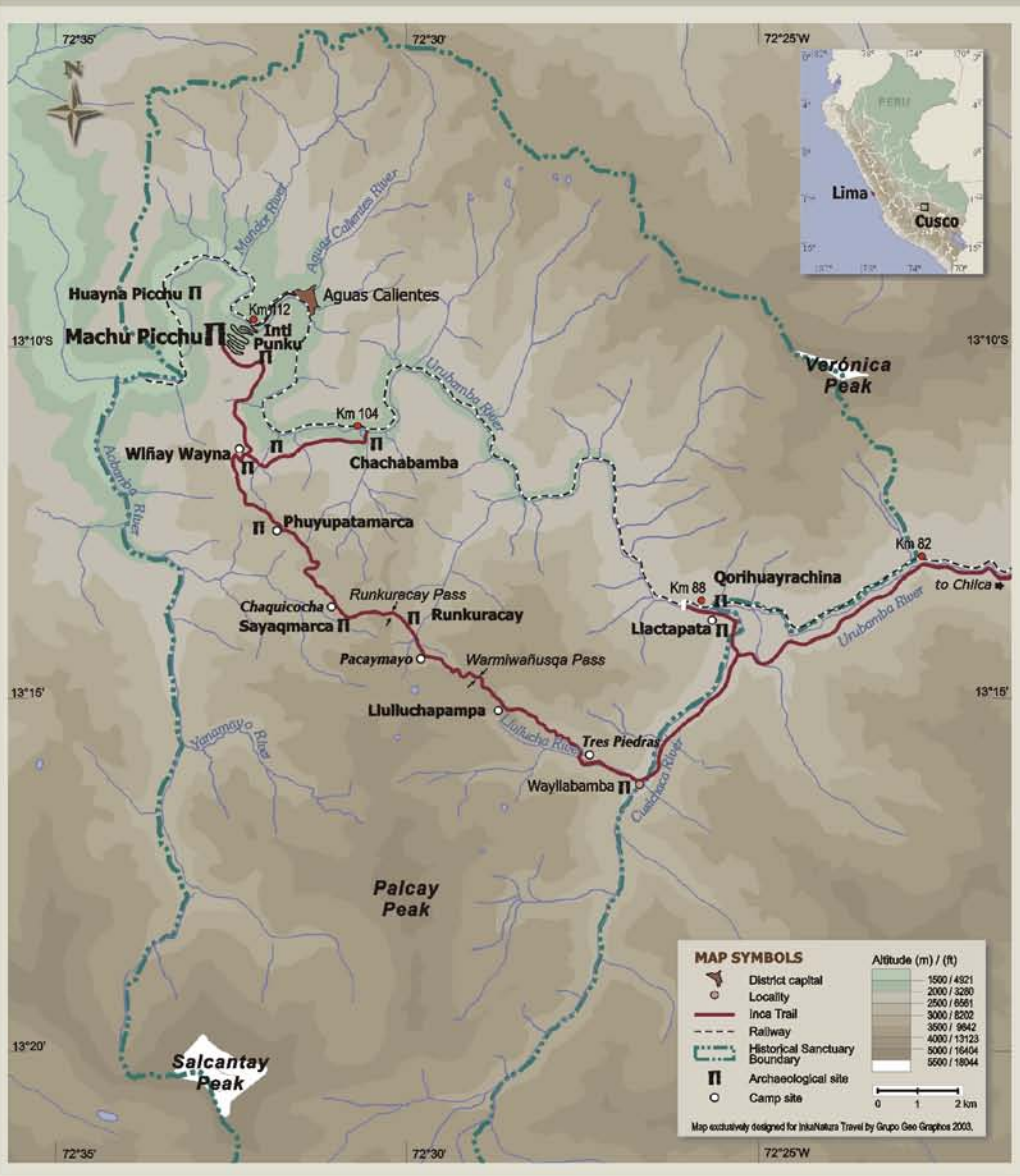 72°35'
72°30'
72°25'W
N
PERU
Lima
Cusco
Mandor River
Aguas Calientes River
Huayna Picchu
Aguas Calientes
Km 112
Machu Picchu
Inti
Punku
13°10'S
13°10'S
Verónica
Peak
Urubamba River
Km 104
Chachabamba
Wiñay Wayna
Aobamba River
Phuyupatamarca
Km 82
to Chilca
Qorihuayrachina
Km 88
Llactapata
Urubamba River
Chaquicocha
Runkuracay Pass
Sayaqmarca
Runkuracay
Pacaymayo
Warmiwañusqa Pass
13°15'
13°15'
Llulluchapampa
Llullucha River
Tres Piedras
Yanamayo
River
Wayllabamba
Cusichaca River
Palcay
Peak
13°20'
Salcantay
Peak
MAP SYMBOLS
District capital
Locality
Inca Trail
Railway
Historical Sanctuary
Boundary
Archaeological site
Camp site
Altitude (m) / (ft)
1500 / 4921
2000 / 3280
2500 / 6561
3000 / 8202
3500 / 9842
4000 / 13123
5000 / 16404
5500 / 18044
0 1 2 km
Map exclusively designed for InkaNatura Travel by Grupo Geo Graphos 2003.
72°35'
72°30'
72°25'W